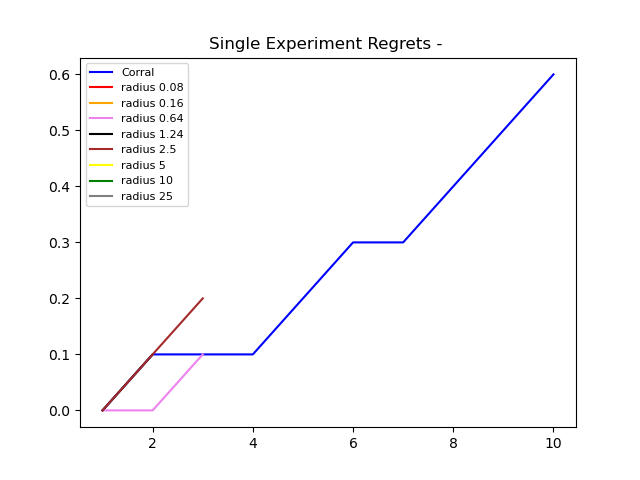 Single Experiment Regrets -
Corral
radius 0.08
radius 0.16
radius 0.64
radius 1.24
radius 2.5
radius 5
radius 10
radius 25
0.6
0.5
0.4
0.3
0.2
0.1
0.0
2 4 6 8 10